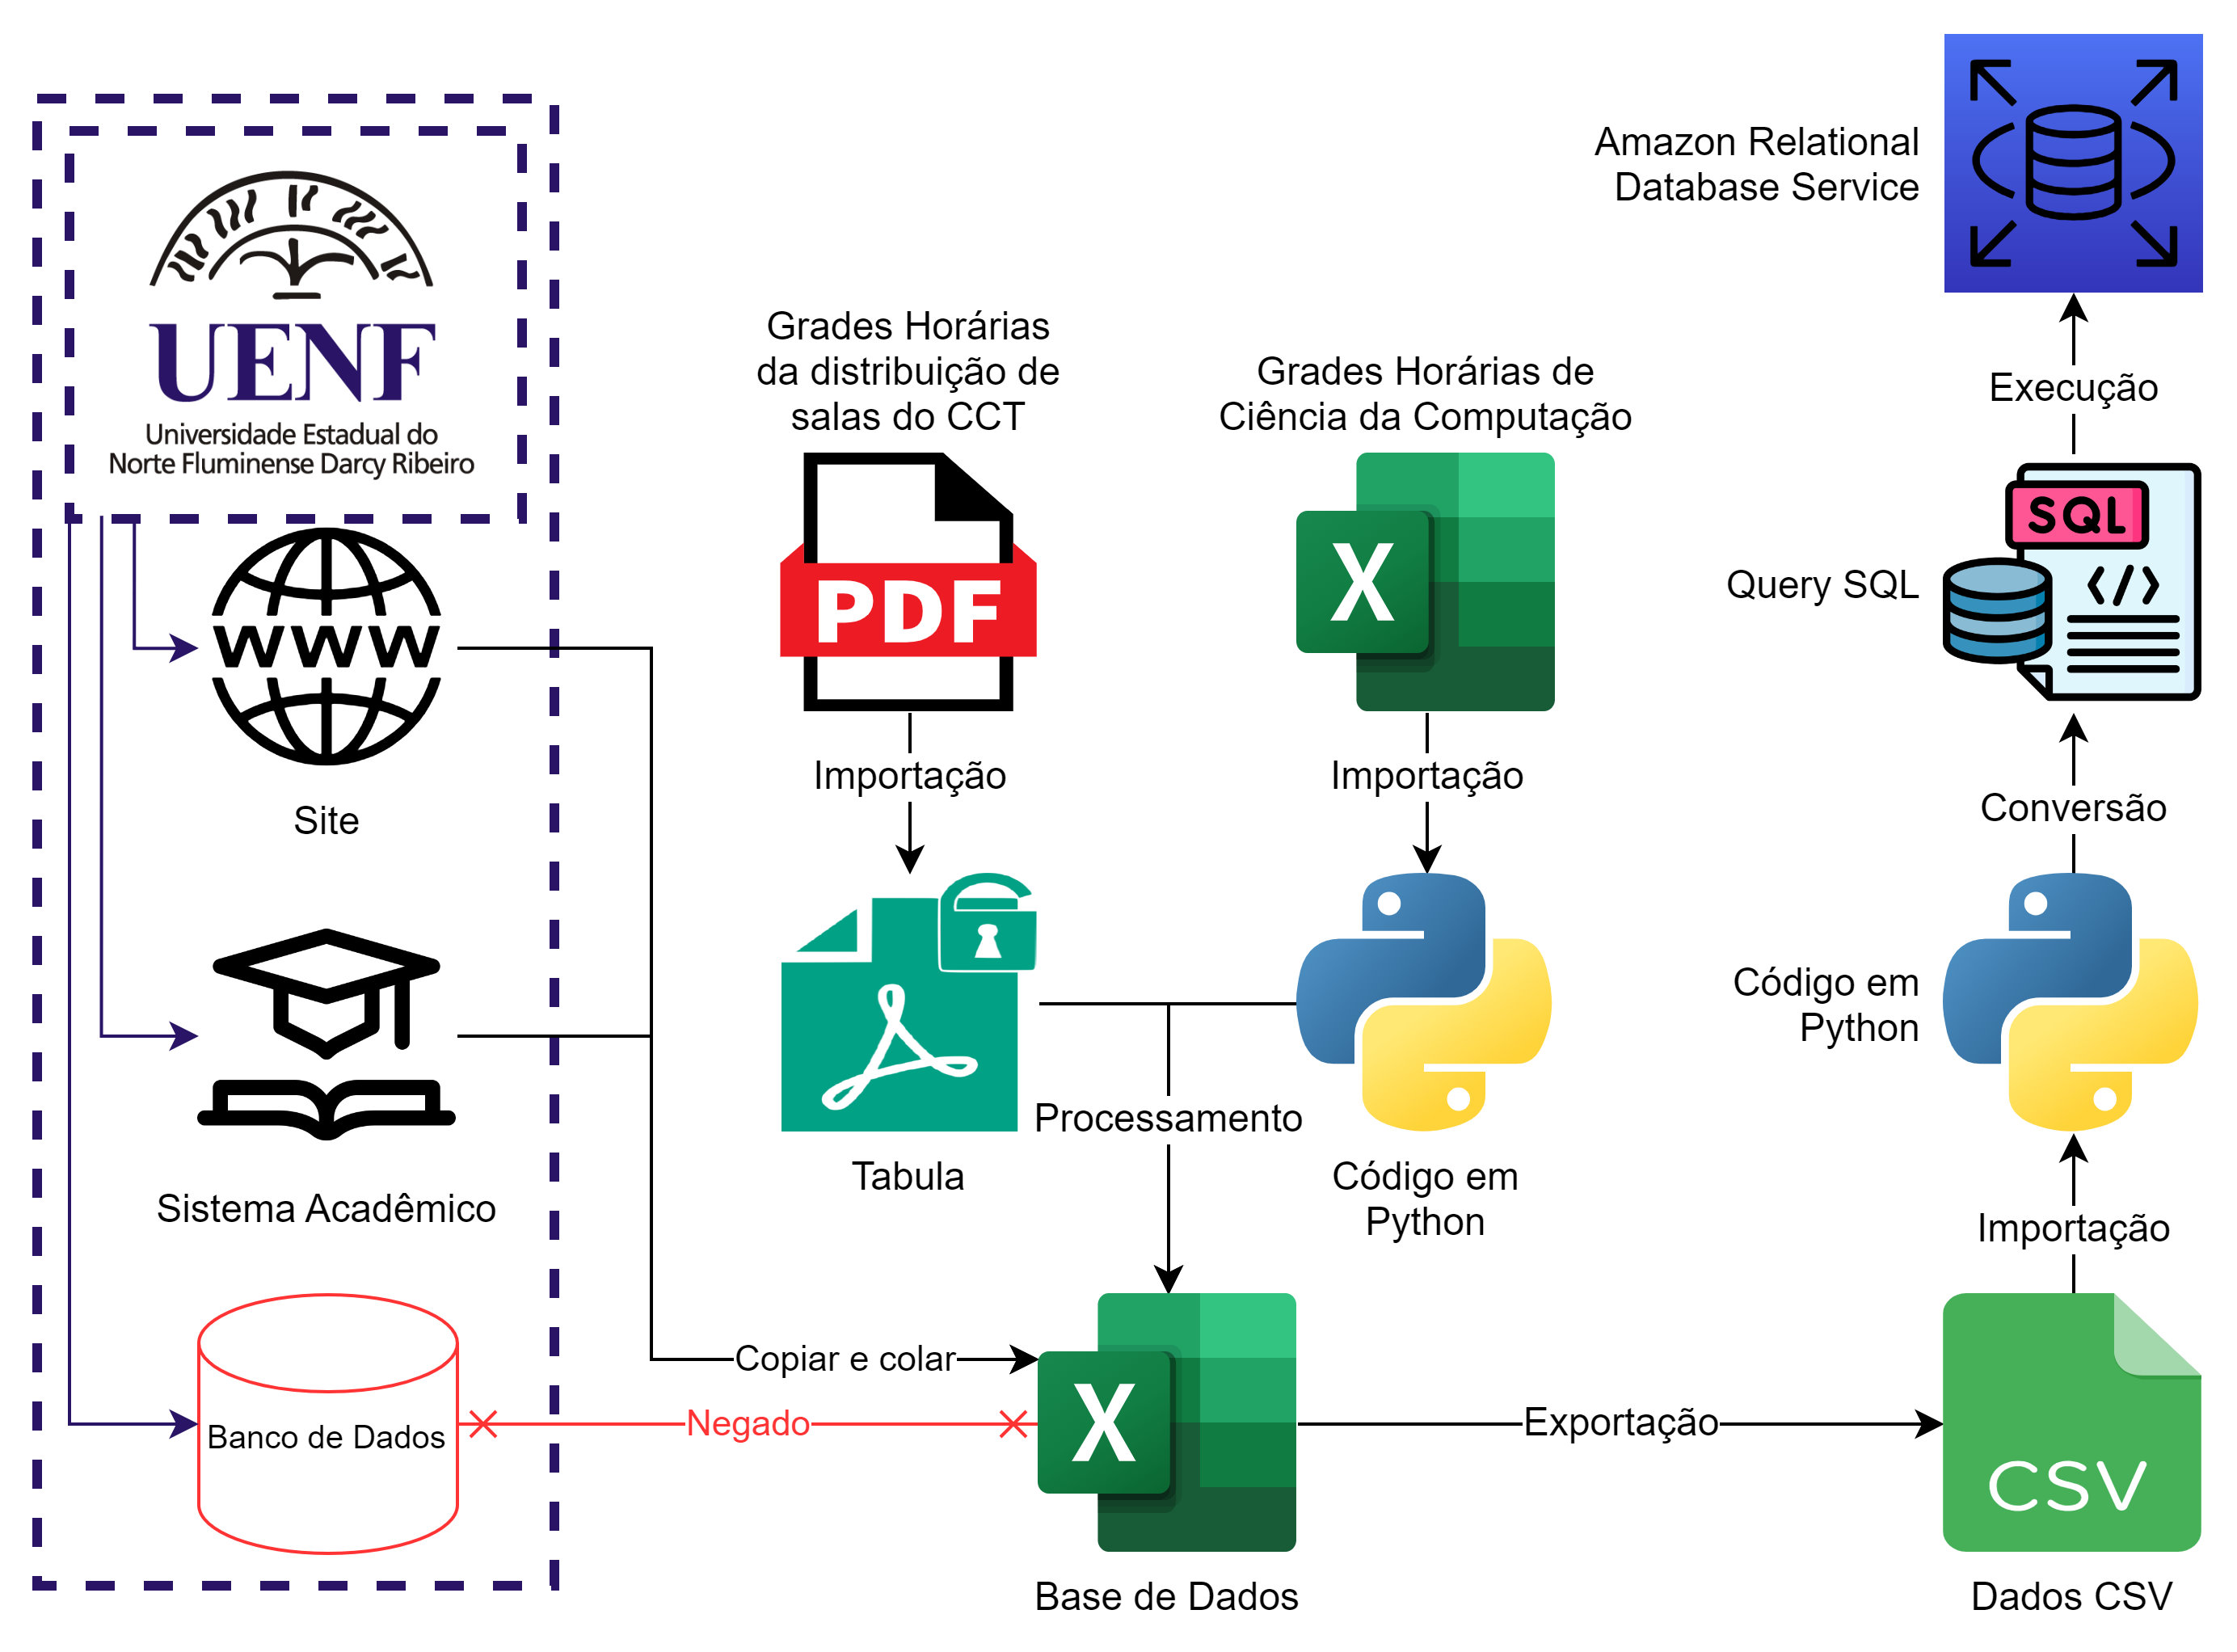 UENF
Universidade Estadual do
Norte Fluminense Darcy Ribeiro
WWW
Site
Sistema Acadêmico
Banco de Dados
Grades Horárias
da distribuição de
salas do CCT
PDF
Importação
Tabula
Grades Horárias de
Ciência da Computação
X
Importação
Código em
Python
Processamento
Copiar e colar
Negado
X
Base de Dados
Exportação
CSV
Dados CSV
Importação
Código em
Python
Conversão
SQL
</>
Query SQL
Execução
Amazon Relational
Database Service